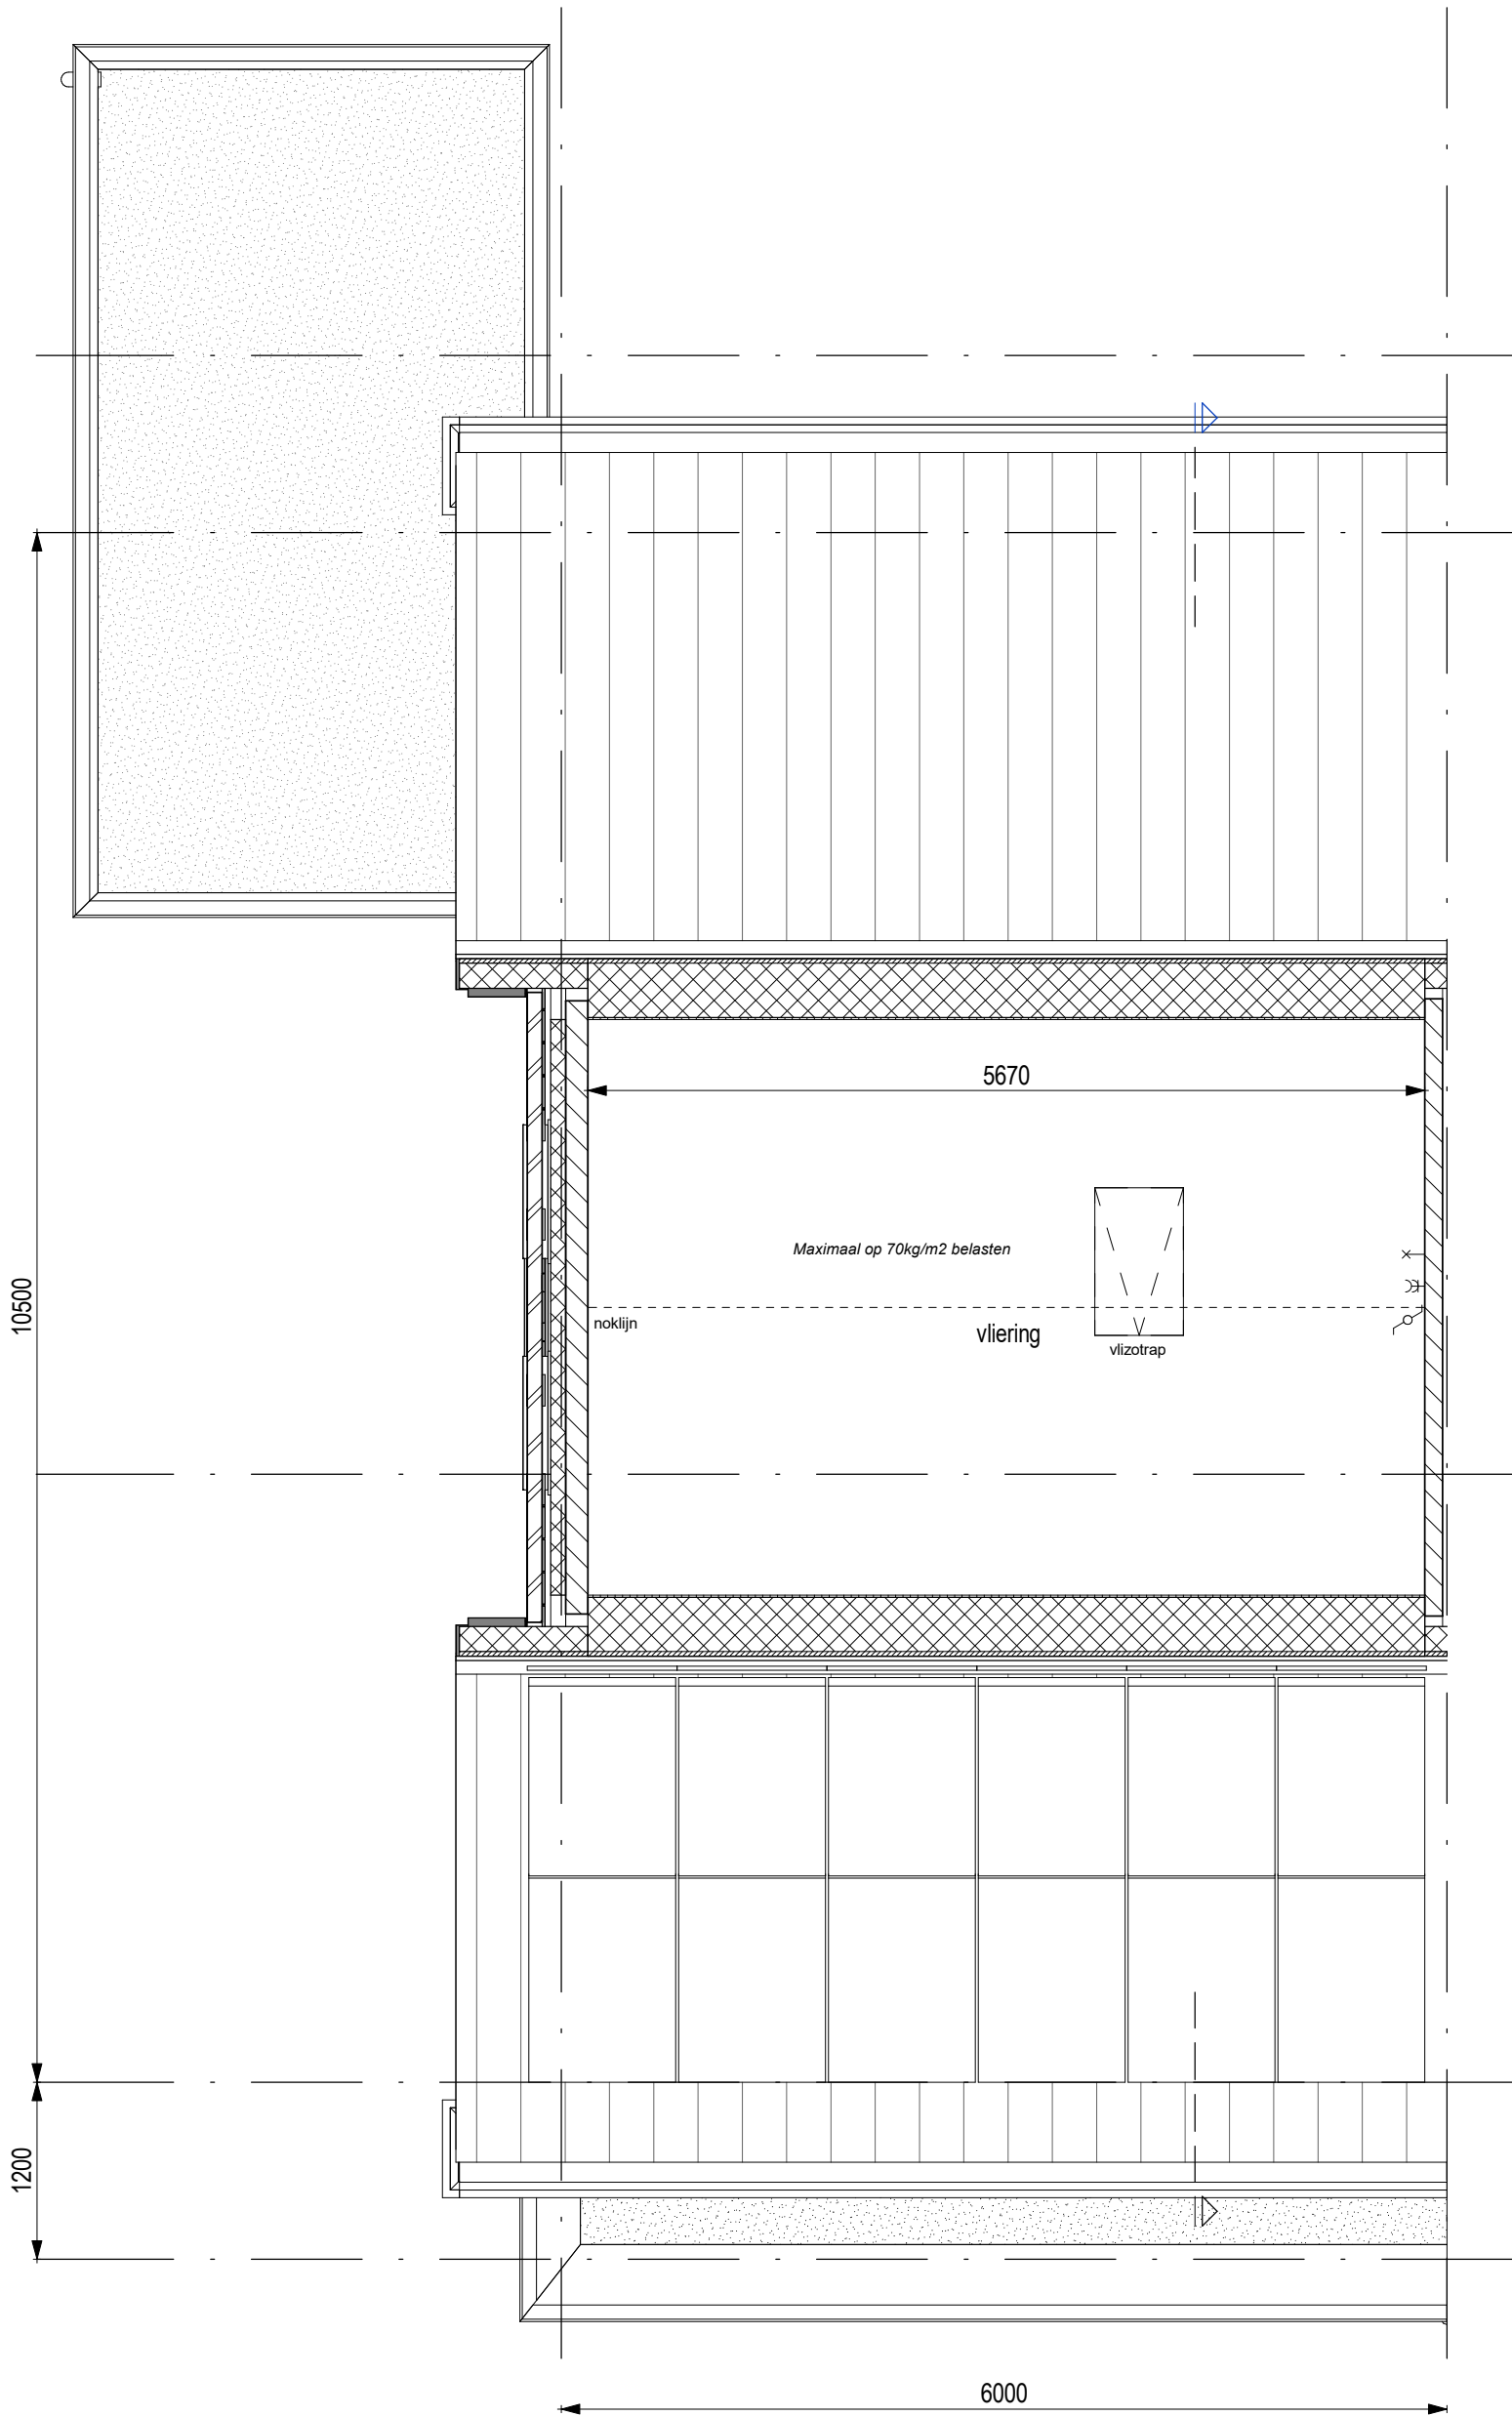 5670
Maximaal op 70kg/m2 belasten
noklijn
vliering
vlizotrap
10500
1200
6000